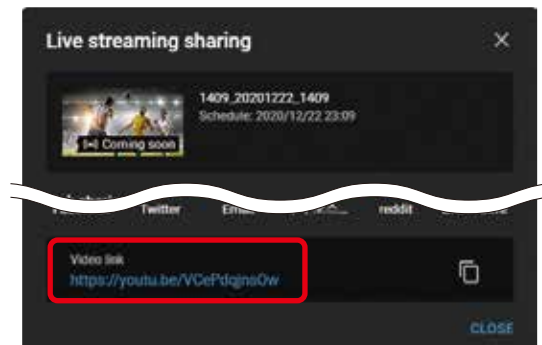 Live streaming sharing
1409_20201222_1409
Schedule: 2020/12/22 23:09
Coming soon
Twitter
Email
reddit
Video link
https://youtu.be/VCePdqjnsOw
CLOSE